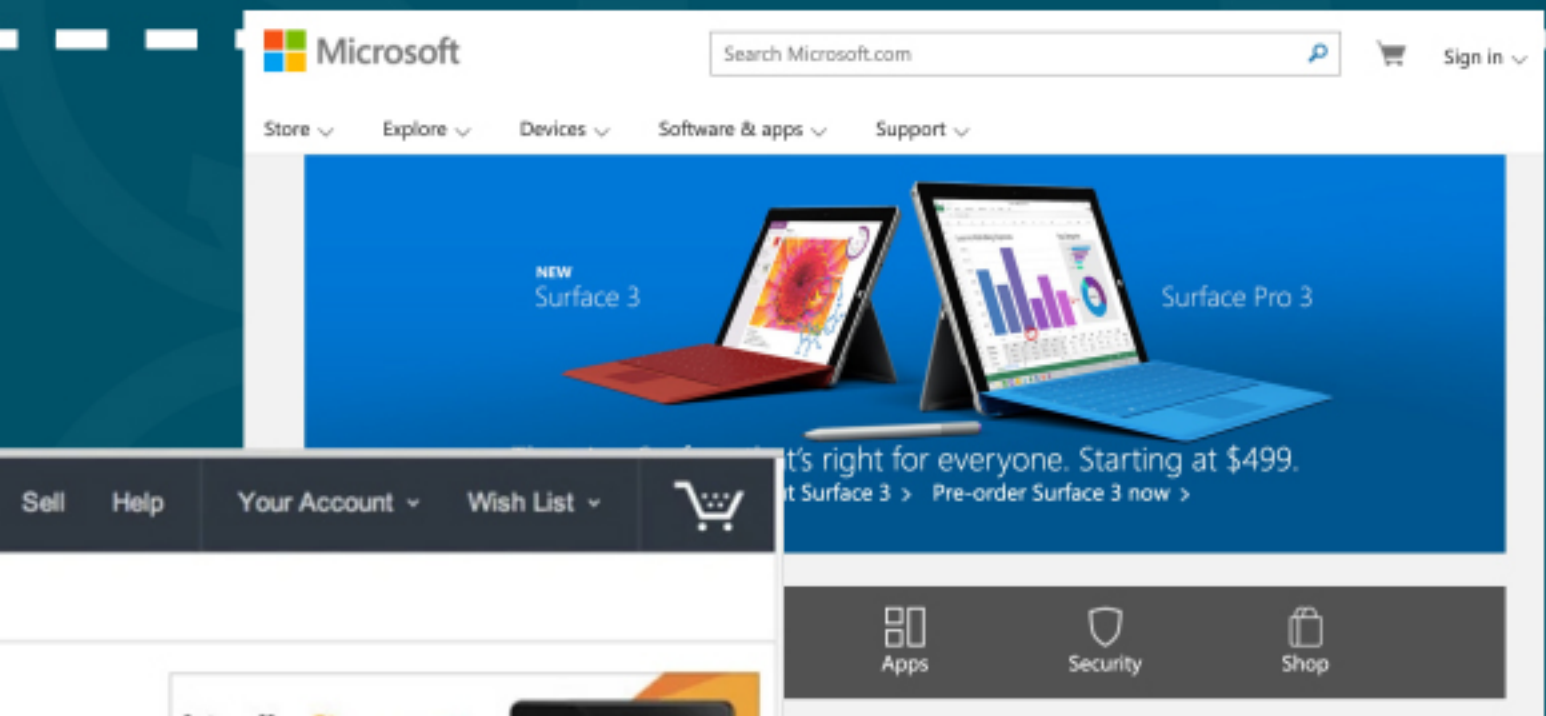 Microsoft
Search Microsoft.com
Sign in
Store Explore Devices Software & apps Support
NEW
Surface 3
Surface Pro 3
right for everyone. Starting at $499.
Surface 3 > Pre-order Surface 3 now >
Sell Help Your Account Wish List
Apps Security Shop